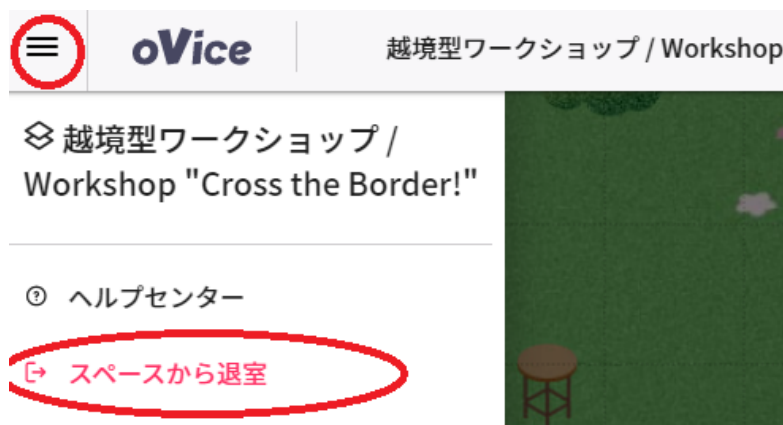 oVice
越境型ワークショップ / Workshop
越境型ワークショップ /
Workshop "Cross the Border!"
ヘルプセンター
スペースから退室